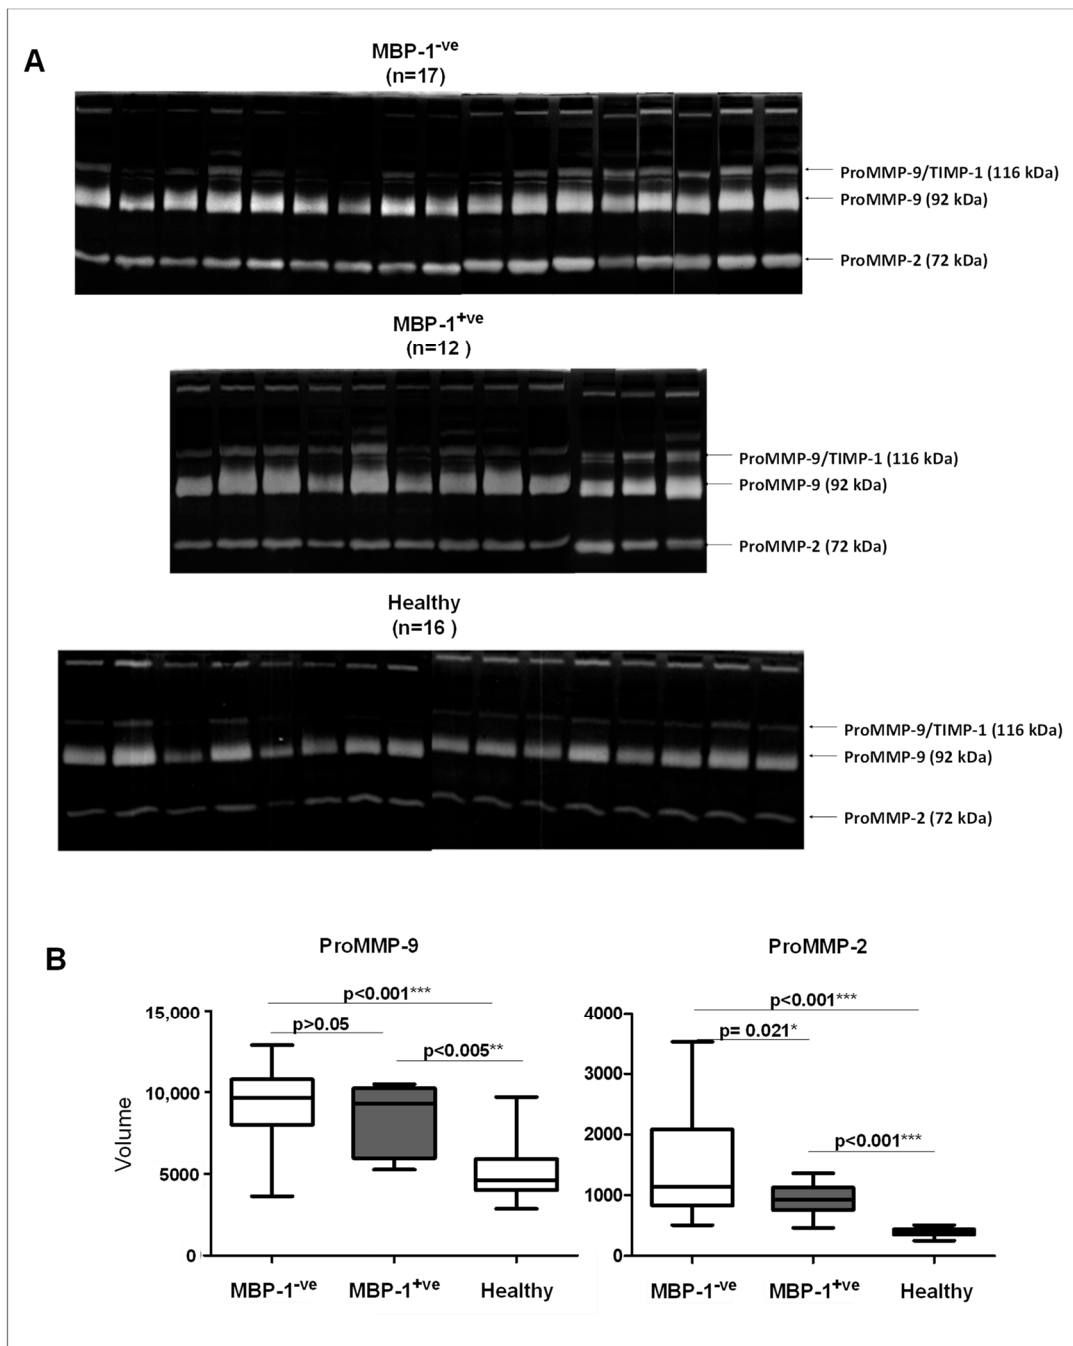 A
MBP-1-ve
(n=17)
ProMMP-9/TIMP-1 (116 kDa)
ProMMP-9 (92 kDa)
ProMMP-2 (72 kDa)
MBP-1+ve
(n=12 )
ProMMP-9/TIMP-1 (116 kDa)
ProMMP-9 (92 kDa)
ProMMP-2 (72 kDa)
Healthy
(n=16 )
ProMMP-9/TIMP-1 (116 kDa)
ProMMP-9 (92 kDa)
ProMMP-2 (72 kDa)
B
ProMMP-9
p<0.001***
p>0.05
p<0.005**
15,000
10,000
5000
0
Volume
MBP-1-ve
MBP-1+ve
Healthy
ProMMP-2
p<0.001***
p= 0.021*
p<0.001***
4000
3000
2000
1000
0
MBP-1-ve
MBP-1+ve
Healthy